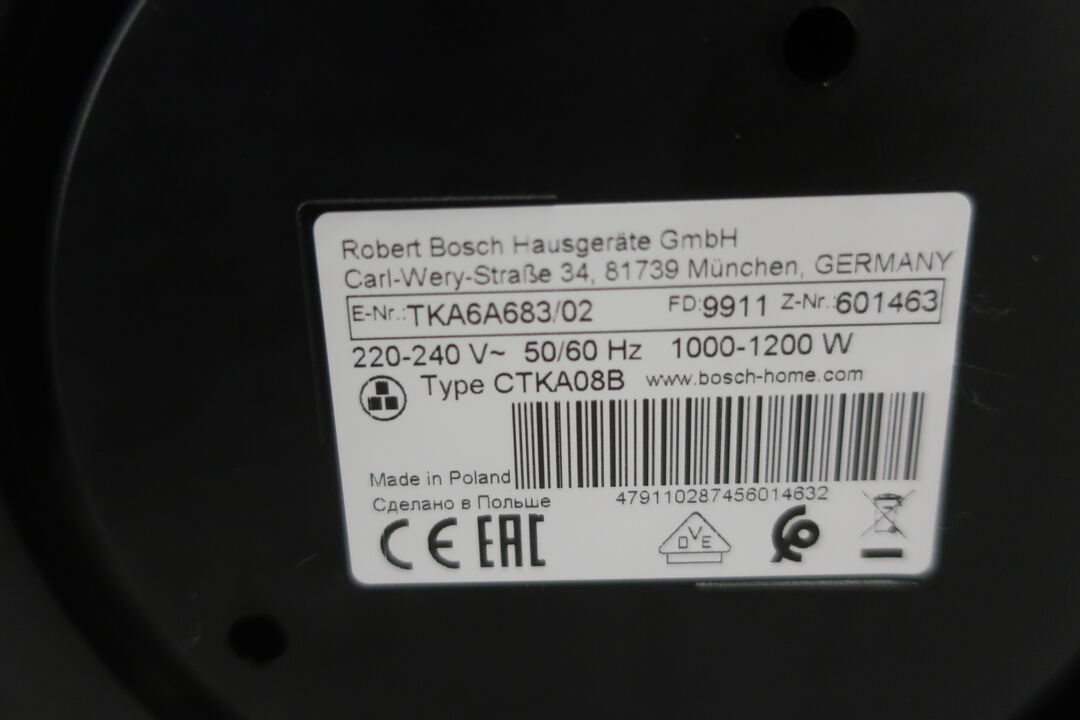 Robert Bosch Hausgeräte GmbH
Carl-Wery-Straße 34, 81739 München, GERMANY
E-Nr.:TKA6A683/02 FD:9911 Z-Nr.:601463
220-240 V~ 50/60 Hz 1000-1200 W
Type CTKA08B www.bosch-home.com
Made in Poland
Сделано в Польше
479110287456014632
CE EAC OVE